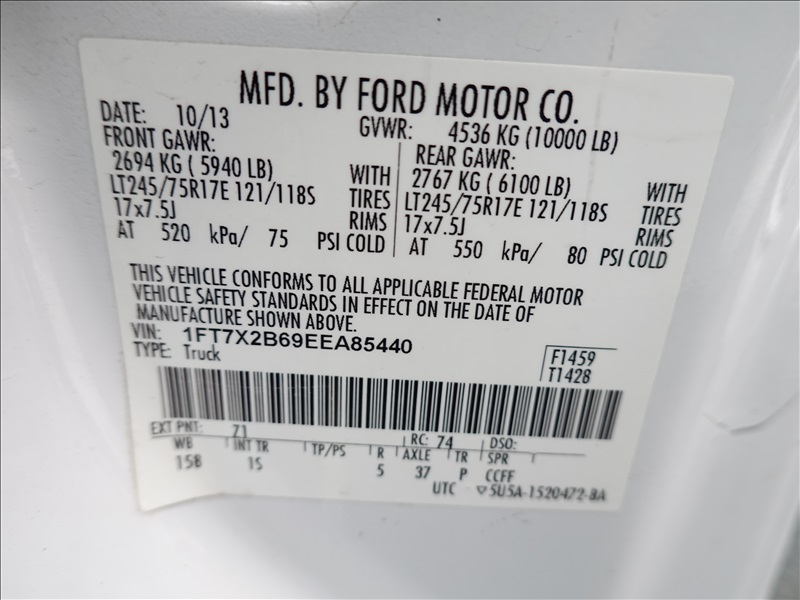 MFD. BY FORD MOTOR CO.
DATE: 10/13
GVWR: 4536 KG (10000 LB)
FRONT GAWR:
2694 KG ( 5940 LB) WITH
LT245/75R17E 121/118S TIRES
17x7.5J RIMS
AT 520 kPa/ 75 PSI COLD
REAR GAWR:
2767 KG ( 6100 LB) WITH
LT245/75R17E 121/118S TIRES
17x7.5J RIMS
AT 550 kPa/ 80 PSI COLD
THIS VEHICLE CONFORMS TO ALL APPLICABLE FEDERAL MOTOR
VEHICLE SAFETY STANDARDS IN EFFECT ON THE DATE OF
MANUFACTURE SHOWN ABOVE.
VIN: 1FT7X2B69EEA85440
TYPE: Truck
F1459
T1428
EXT PNT: 71 RC: 74 DSO:
WB INT TR TP/PS R AXLE TR SPR
158 IS 5 37 P CCFF
UTC ▽5U5A-1520472-BA